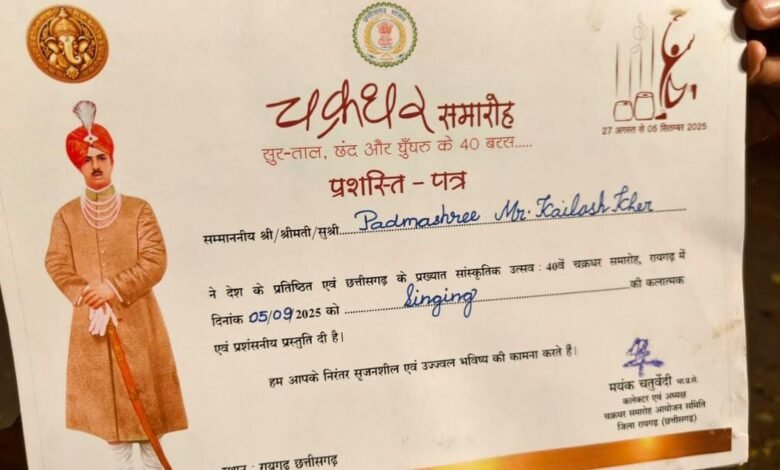 चक्रधर समारोह
27 अगस्त से 05 सितम्बर 2025
सुर-ताल, छंद और घुँघरु के 40 बरस.....
प्रशस्ति - पत्र
सम्माननीय श्री/श्रीमती/सुश्री.. Padmashree Mr. Kailash Kher
ने देश के प्रतिष्ठित एवं छत्तीसगढ़ के प्रख्यात सांस्कृतिक उत्सव : 40वें चक्रधर समारोह, रायगढ़ में
दिनांक 05/09/2025 को Singing की कलात्मक
एवं प्रशंसनीय प्रस्तुति दी है।
हम आपके निरंतर सृजनशील एवं उज्ज्वल भविष्य की कामना करते हैं।
मयंक चतुर्वेदी भा.प्र.से.
कलेक्टर एवं अध्यक्ष
चक्रधर समारोह आयोजन समिति
जिला रायगढ़ (छत्तीसगढ़)
स्थान : रायगढ़ छत्तीसगढ़